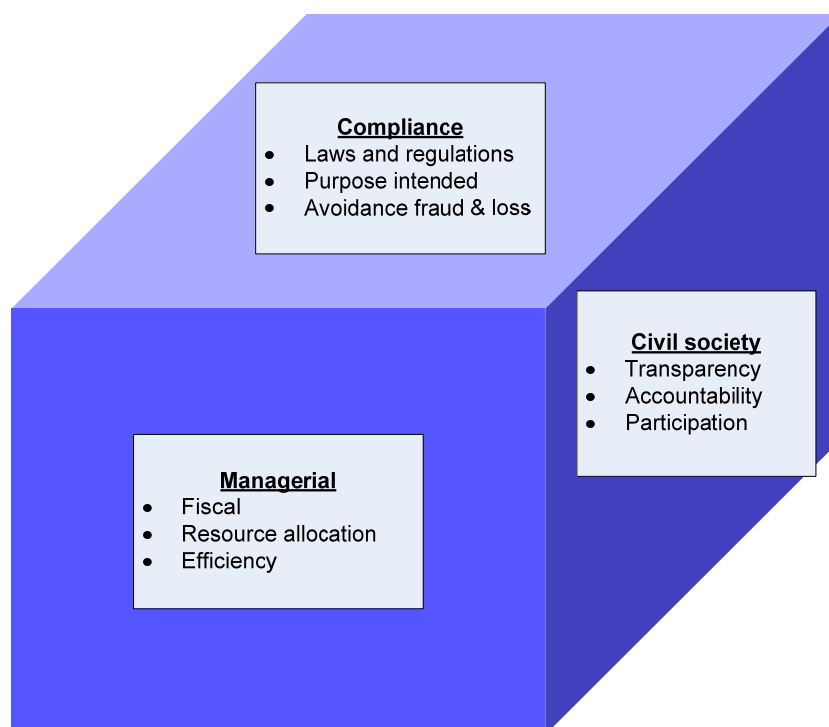 Compliance
• Laws and regulations
• Purpose intended
• Avoidance fraud & loss
Civil society
• Transparency
• Accountability
• Participation
Managerial
• Fiscal
• Resource allocation
• Efficiency